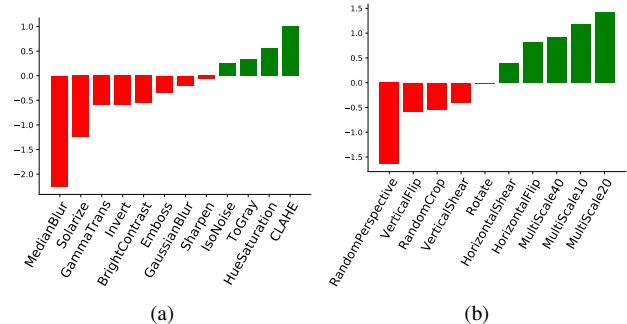 1.0
0.5
0.0
−0.5
−1.0
−1.5
−2.0
MedianBlur
Solarize
GammaTrans
Invert
BrightContrast
Emboss
GaussianBlur
Sharpen
IsoNoise
ToGray
HueSaturation
CLAHE
(a)
1.5
1.0
0.5
0.0
−0.5
−1.0
−1.5
RandomPerspective
VerticalFlip
RandomCrop
VerticalShear
Rotate
HorizontalShear
HorizontalFlip
MultiScale40
MultiScale10
MultiScale20
(b)